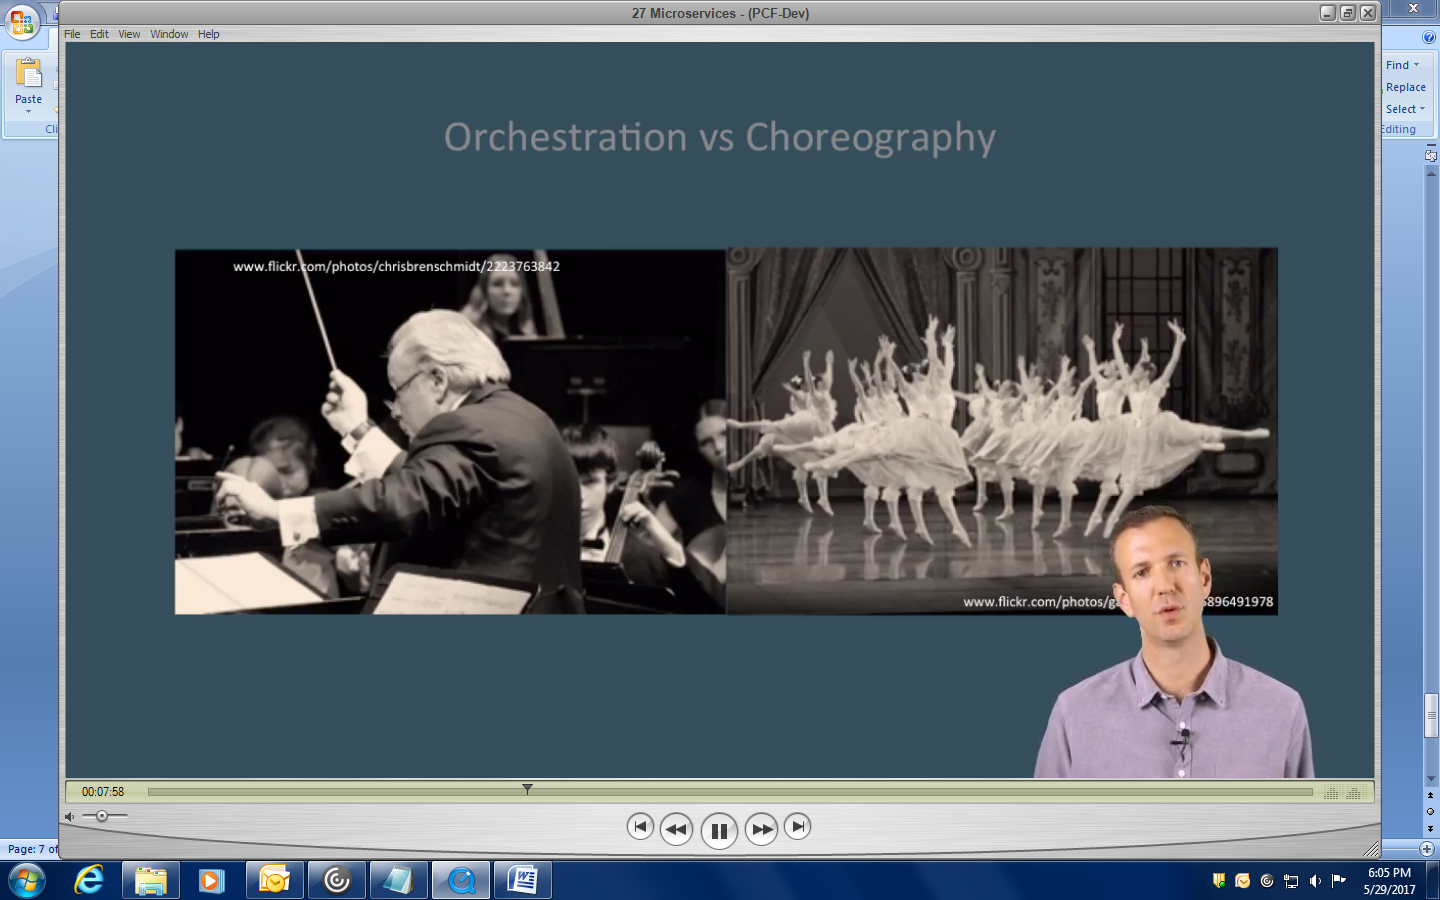 27 Microservices - (PCF-Dev)
File Edit View Window Help
Paste
Find
Replace
Select
Editing
Orchestration vs Choreography
www.flickr.com/photos/chrisbrenschmidt/2223763842
www.flickr.com/photos/ 896491978
00:07:58
Page: 7 of
6:05 PM
5/29/2017